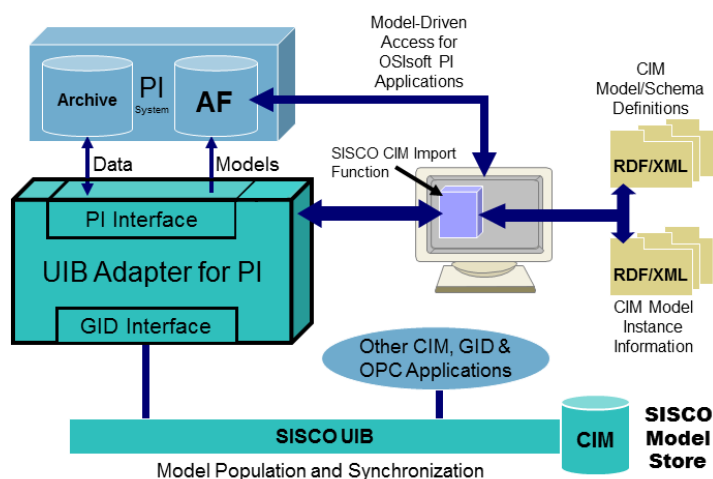 Model-Driven
Access for
OSIsoft PI
Applications
CIM
Model/Schema
Definitions
Archive
PI
System
AF
Data
Models
SISCO CIM Import
Function
RDF/XML
PI Interface
UIB Adapter for PI
GID Interface
RDF/XML
CIM Model
Instance
Information
Other CIM, GID &
OPC Applications
SISCO UIB
CIM
SISCO
Model
Store
Model Population and Synchronization